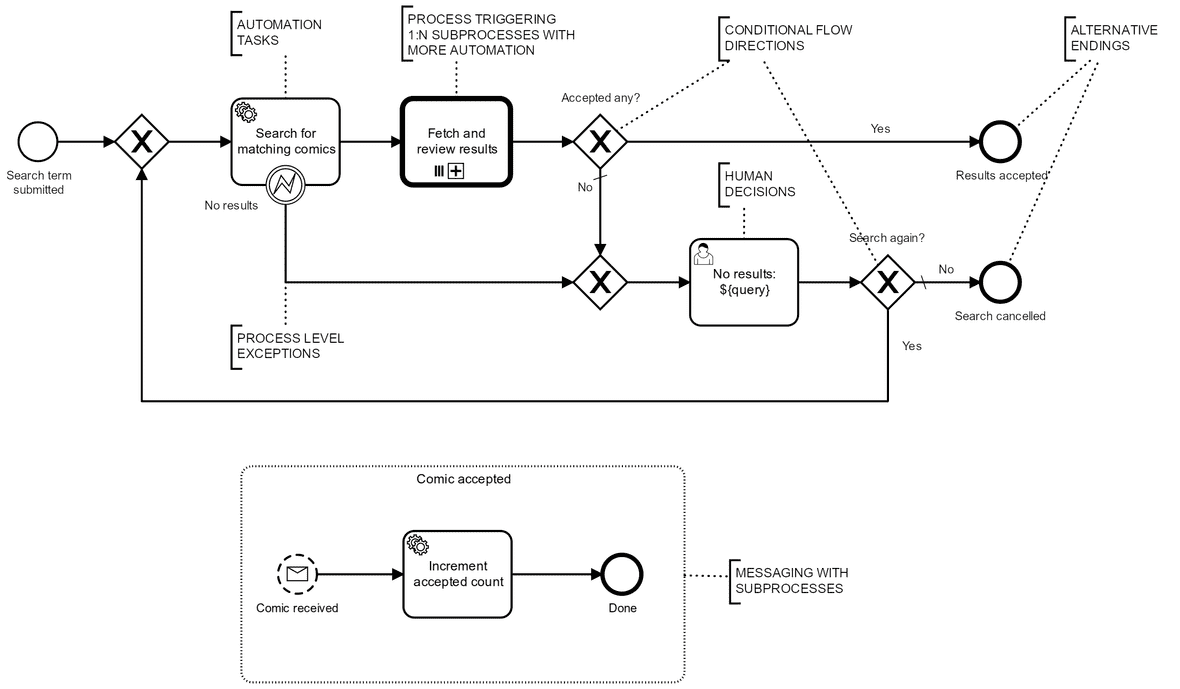 AUTOMATION
TASKS
PROCESS TRIGGERING
1:N SUBPROCESSES WITH
MORE AUTOMATION
CONDITIONAL FLOW
DIRECTIONS
ALTERNATIVE
ENDINGS
Search term
submitted
Search for
matching comics
No results
Fetch and
review results
Accepted any?
Yes
No
Results accepted
HUMAN
DECISIONS
No results:
${query}
Search again?
No
Search cancelled
Yes
PROCESS LEVEL
EXCEPTIONS
Comic accepted
Comic received
Increment
accepted count
Done
MESSAGING WITH
SUBPROCESSES